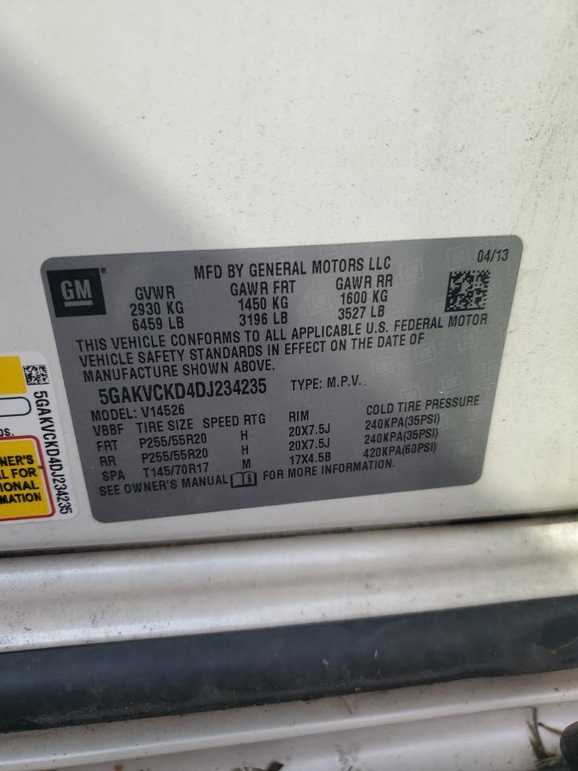 MFD BY GENERAL MOTORS LLC 04/13
GM
GVWR GAWR FRT GAWR RR
2930 KG 1450 KG 1600 KG
6459 LB 3196 LB 3527 LB
THIS VEHICLE CONFORMS TO ALL APPLICABLE U.S. FEDERAL MOTOR
VEHICLE SAFETY STANDARDS IN EFFECT ON THE DATE OF
MANUFACTURE SHOWN ABOVE.
5GAKVCKD4DJ234235 TYPE: M.P.V.
MODEL: V14526
VBBF TIRE SIZE SPEED RTG RIM COLD TIRE PRESSURE
FRT P255/55R20 H 20X7.5J 240KPA(35PSI)
RR P255/55R20 H 20X7.5J 240KPA(35PSI)
SPA T145/70R17 M 17X4.5B 420KPA(60PSI)
SEE OWNER'S MANUAL FOR MORE INFORMATION.
5GAKVCKD4DJ234235